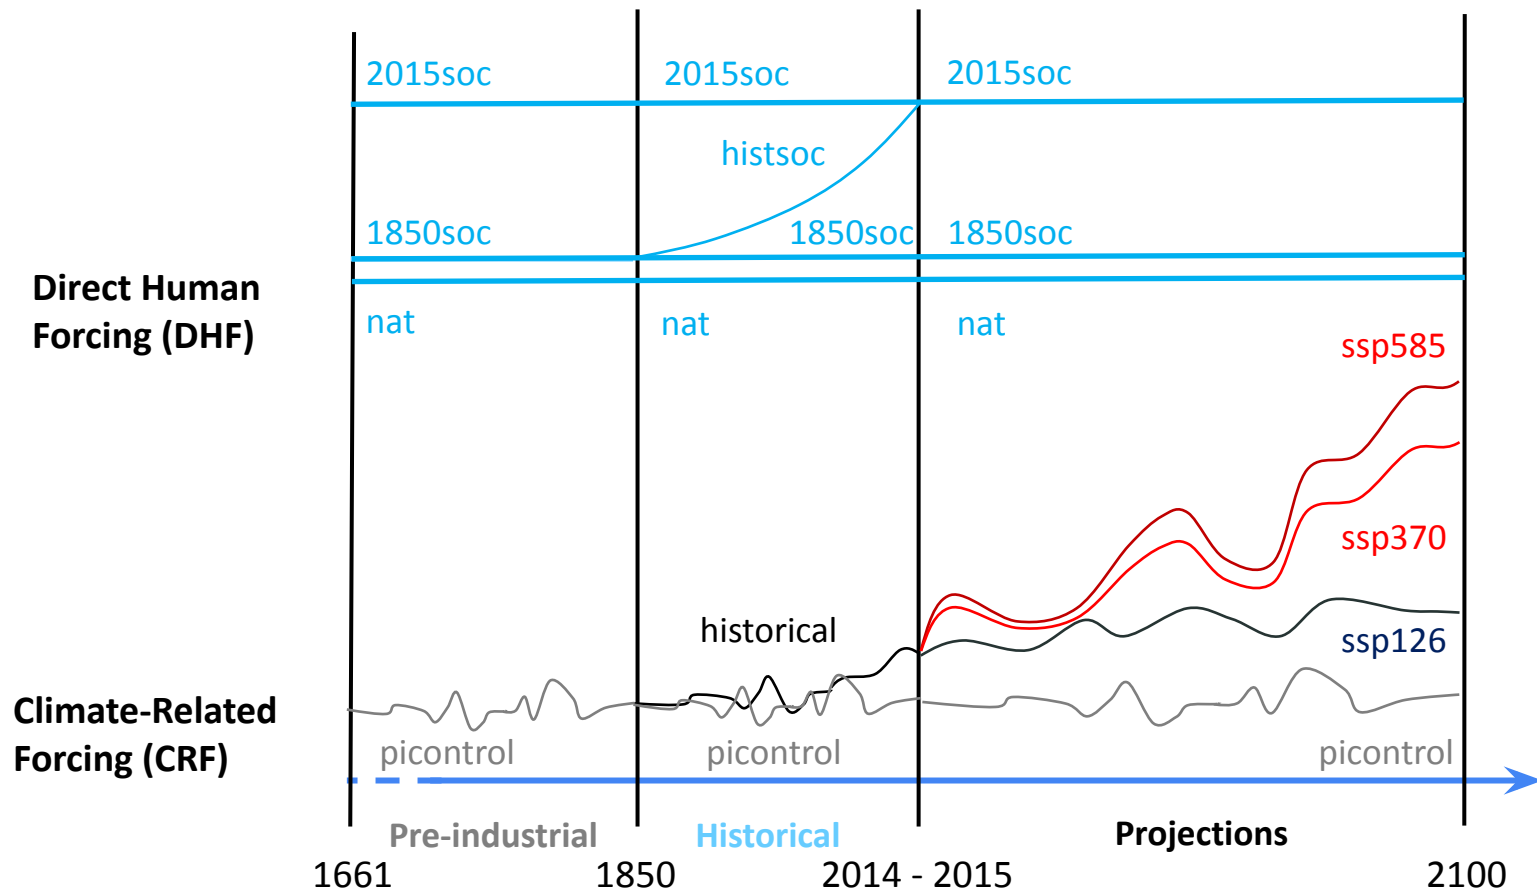 2015soc
2015soc
2015soc
histsoc
1850soc
1850soc
1850soc
Direct Human
Forcing (DHF)
nat
nat
nat
ssp585
ssp370
historical
ssp126
Climate-Related
Forcing (CRF)
picontrol
picontrol
picontrol
Pre-industrial
Historical
Projections
1661
1850
2014 - 2015
2100